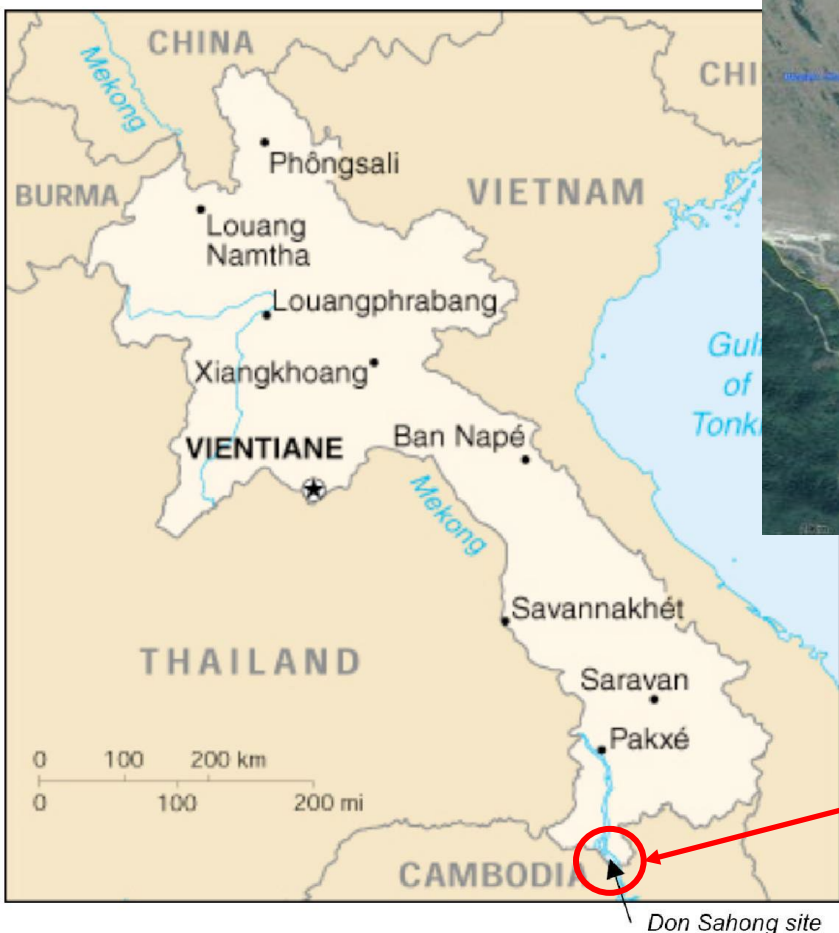 CHINA
Mekong
CHI
Phôngsali
BURMA
VIETNAM
Louang
Namtha
Louangphrabang
Gul
of
Tonk
Xiangkhoang
VIENTIANE
Ban Napé
Mekong
Savannakhét
THAILAND
Saravan
Pakxé
0 100 200 km
0 100 200 mi
CAMBODIA
Don Sahong site